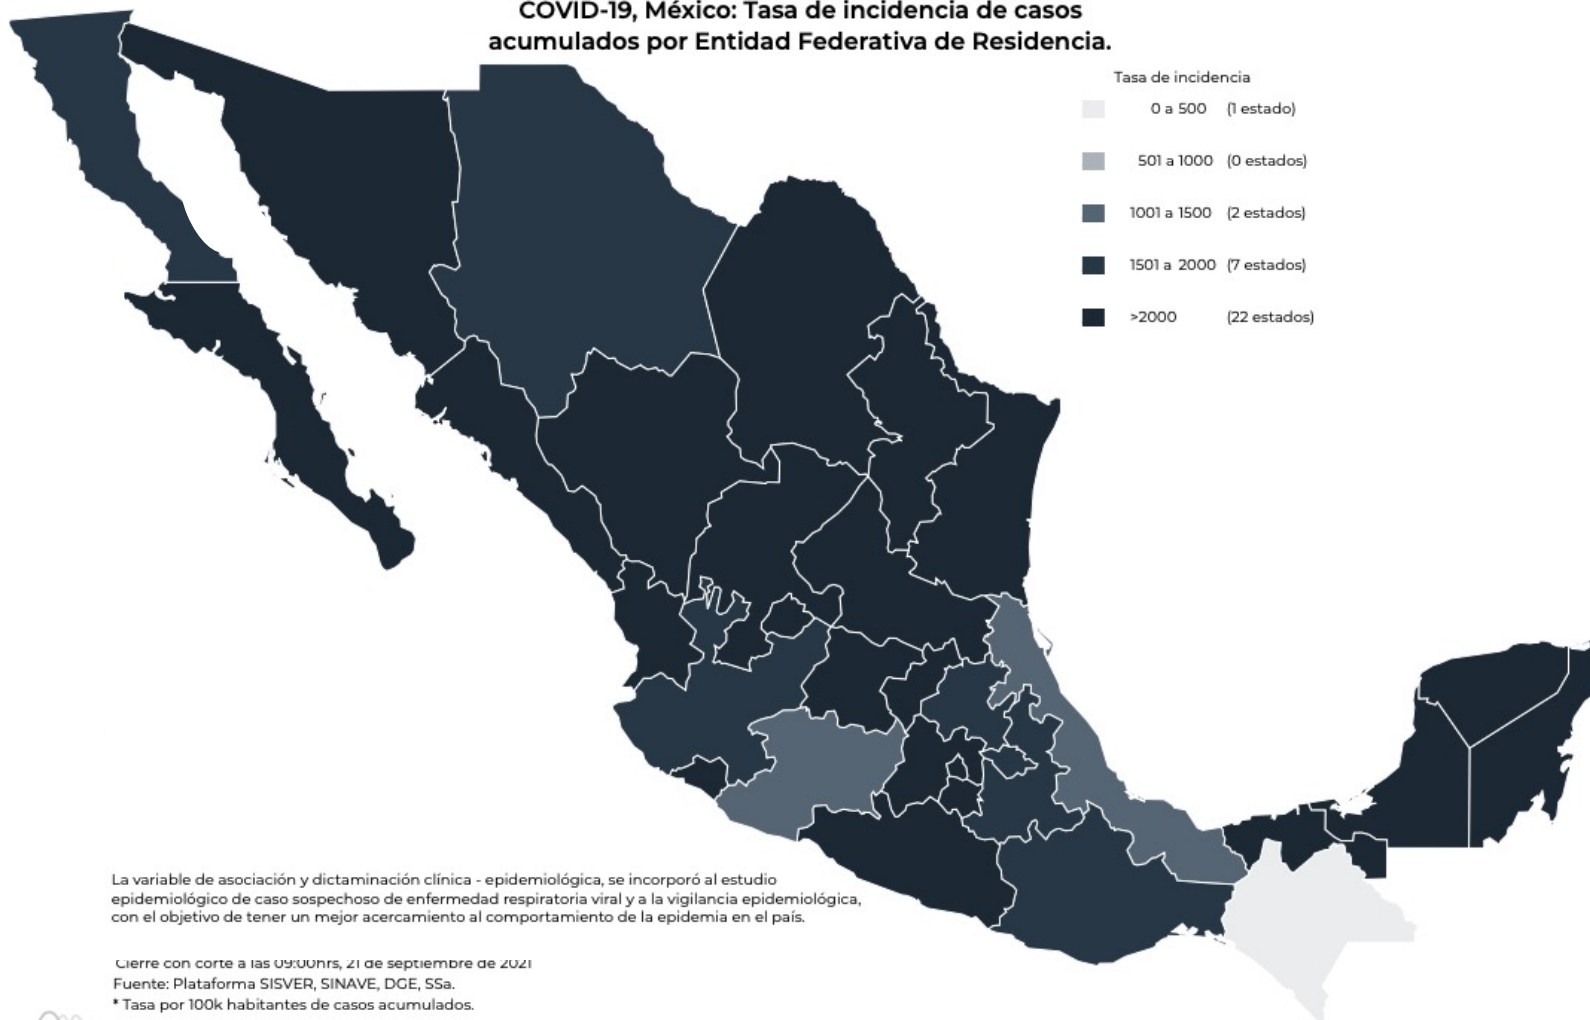 COVID-19, México: Tasa de incidencia de casos
acumulados por Entidad Federativa de Residencia.
Tasa de incidencia
0 a 500 (1 estado)
501 a 1000 (0 estados)
1001 a 1500 (2 estados)
1501 a 2000 (7 estados)
>2000 (22 estados)
La variable de asociación y dictaminación clínica - epidemiológica, se incorporó al estudio
epidemiológico de caso sospechoso de enfermedad respiratoria viral y a la vigilancia epidemiológica,
con el objetivo de tener un mejor acercamiento al comportamiento de la epidemia en el país.
Cierre con corte a las 09:00hrs, 21 de septiembre de 2021
Fuente: Plataforma SISVER, SINAVE, DGE, SSa.
* Tasa por 100k habitantes de casos acumulados.